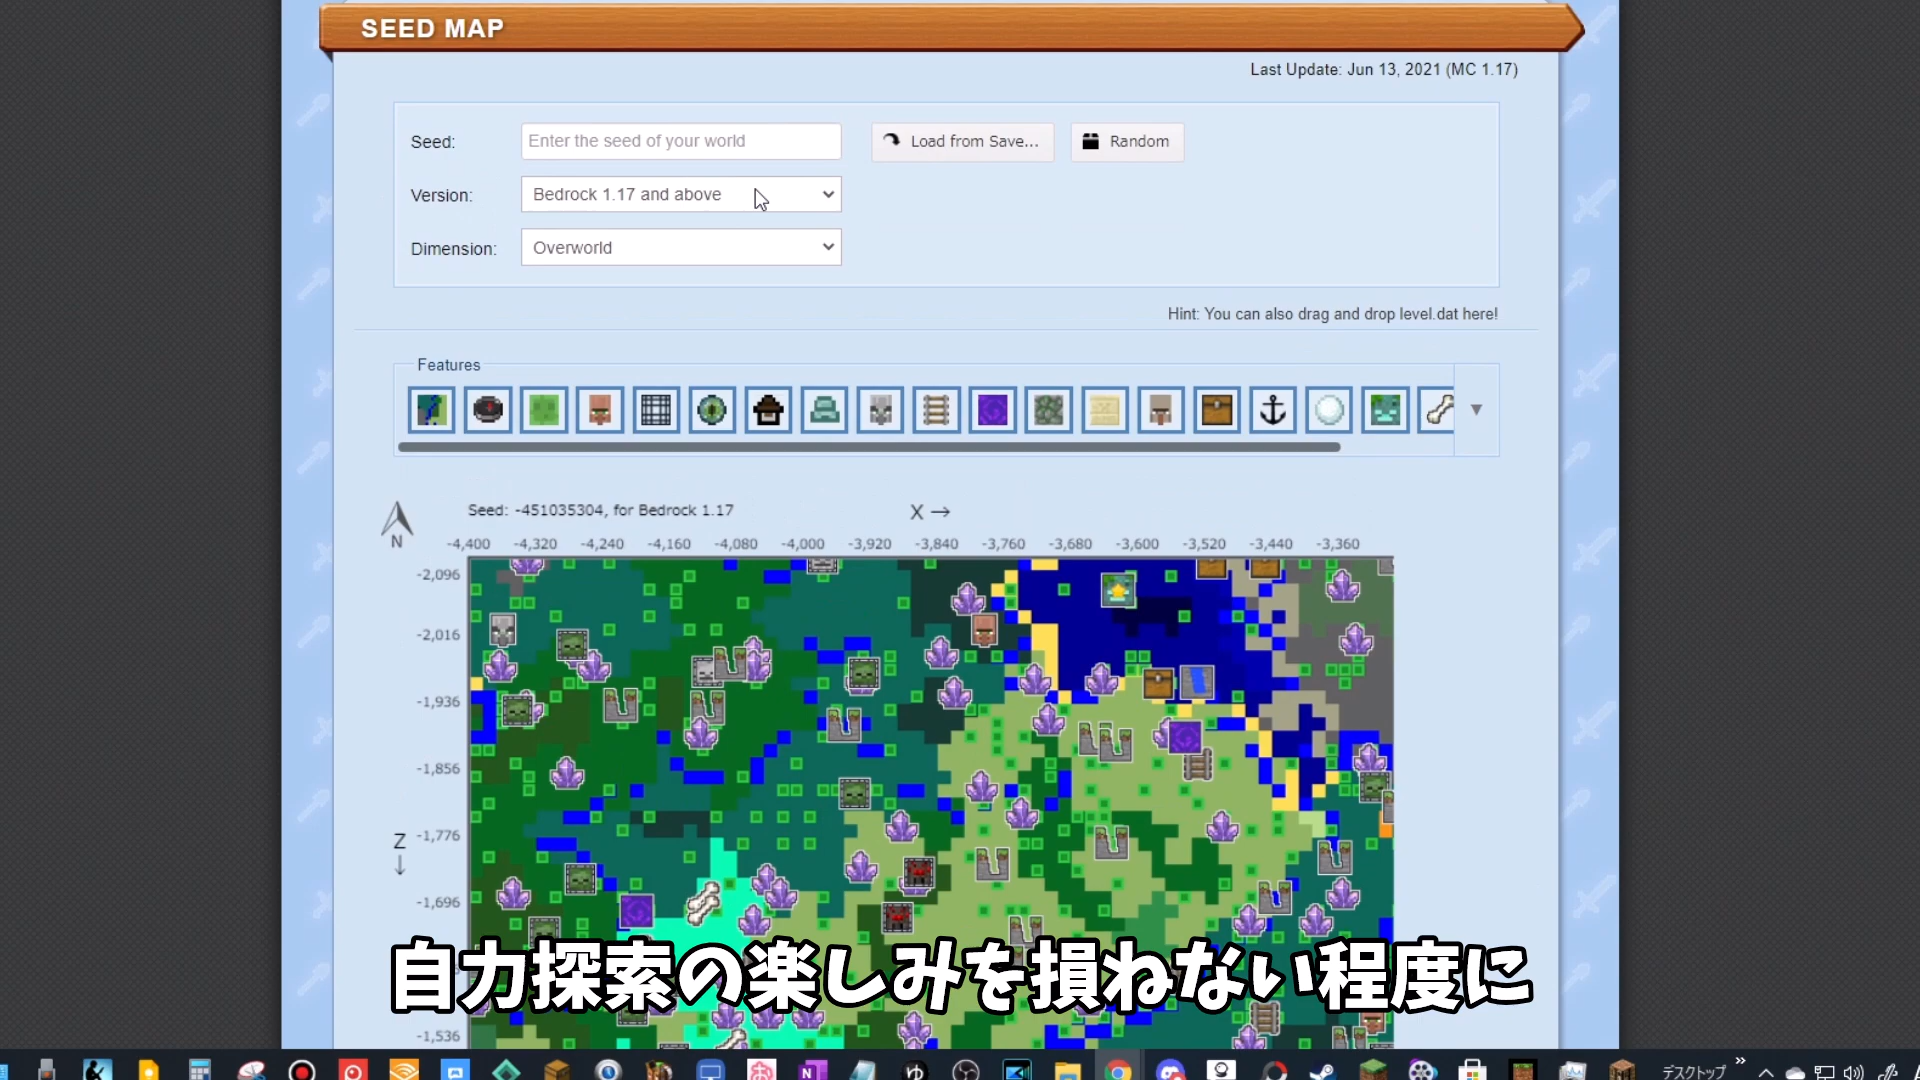 SEED MAP
Last Update: Jun 13, 2021 (MC 1.17)
Seed: Enter the seed of your world Load from Save... Random
Version: Bedrock 1.17 and above
Dimension: Overworld
Hint: You can also drag and drop level.dat here!
Features
Seed: -451035304, for Bedrock 1.17 X →
N
-4,400 -4,320 -4,240 -4,160 -4,080 -4,000 -3,920 -3,840 -3,760 -3,680 -3,600 -3,520 -3,440 -3,360
-2,096
-2,016
-1,936
-1,856
-1,776
Z
↓
-1,696
-1,536
自力探索の楽しみを損ねない程度に
デスクトップ